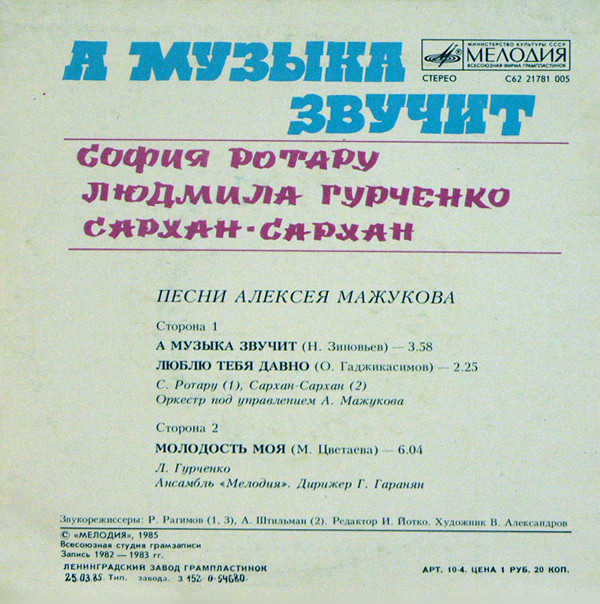 А МУЗЫКА
ЗВУЧИТ
МИНИСТЕРСТВО КУЛЬТУРЫ СССР
МЕЛОДИЯ
ВСЕСОЮЗНАЯ ФИРМА ГРАМПЛАСТИНОК
СТЕРЕО С62 21781 005
СОФИЯ РОТАРУ
ЛЮДМИЛА ГУРЧЕНКО
САРХАН-САРХАН
ПЕСНИ АЛЕКСЕЯ МАЖУКОВА
Сторона 1
А МУЗЫКА ЗВУЧИТ (Н. Зиновьев) — 3.58
ЛЮБЛЮ ТЕБЯ ДАВНО (О. Гаджикасимов) — 2.25
С. Ротару (1), Сархан-Сархан (2)
Оркестр под управлением А. Мажукова
Сторона 2
МОЛОДОСТЬ МОЯ (М. Цветаева) — 6.04
Л. Гурченко
Ансамбль «Мелодия». Дирижер Г. Гаранян
Звукорежиссеры: Р. Рагимов (1, 3), А. Штильман (2). Редактор И. Йотко. Художник В. Александров
© «МЕЛОДИЯ», 1985
Всесоюзная студия грамзаписи
Запись 1982 — 1983 гг.
ЛЕНИНГРАДСКИЙ ЗАВОД ГРАМПЛАСТИНОК АРТ. 10-4. ЦЕНА 1 РУБ. 20 КОП.
25.03.85. Тип. завода. З 152-0-54680